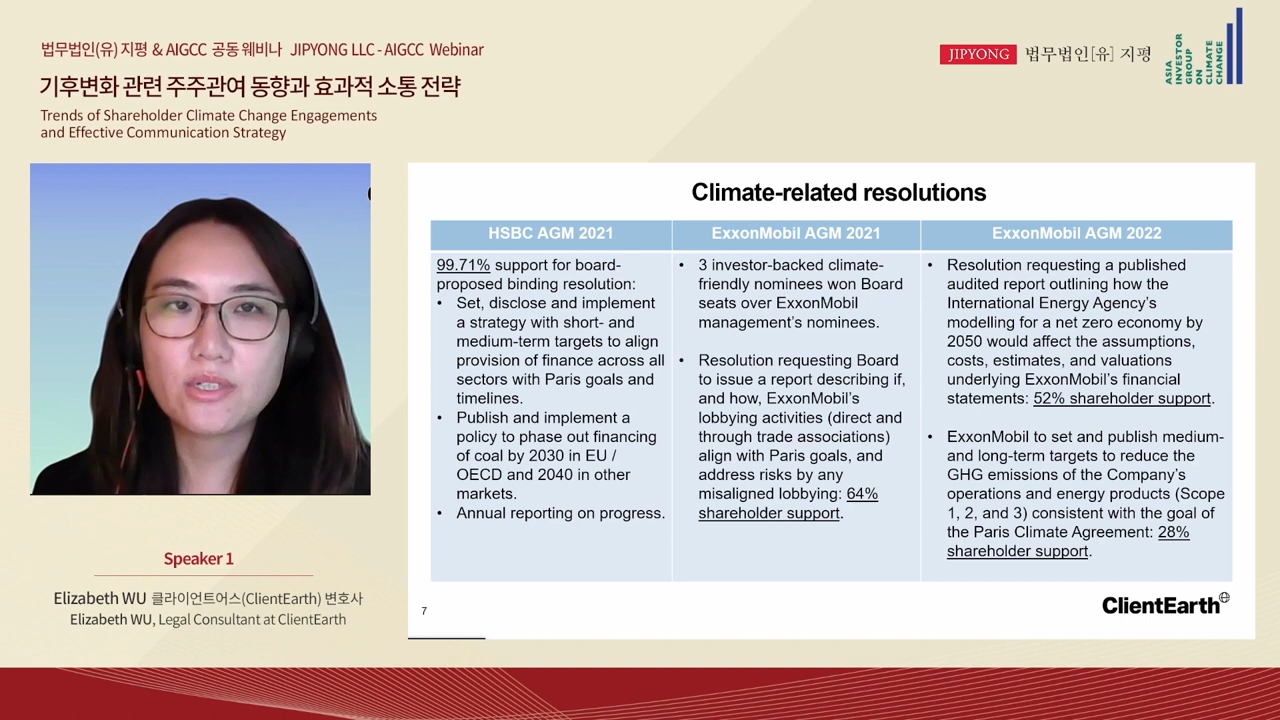 법무법인(유) 지평 & AIGCC 공동 웨비나 JIPYONG LLC - AIGCC Webinar
기후변화 관련 주주관여 동향과 효과적 소통 전략
Trends of Shareholder Climate Change Engagements
and Effective Communication Strategy
JIPYONG 법무법인[유] 지평
ASIA
INVESTOR
GROUP
ON
CLIMATE
CHANGE
Climate-related resolutions
HSBC AGM 2021
99.71% support for board-
proposed binding resolution:
• Set, disclose and implement
a strategy with short- and
medium-term targets to align
provision of finance across all
sectors with Paris goals and
timelines.
• Publish and implement a
policy to phase out financing
of coal by 2030 in EU /
OECD and 2040 in other
markets.
• Annual reporting on progress.
ExxonMobil AGM 2021
• 3 investor-backed climate-
friendly nominees won Board
seats over ExxonMobil
management's nominees.
• Resolution requesting Board
to issue a report describing if,
and how, ExxonMobil's
lobbying activities (direct and
through trade associations)
align with Paris goals, and
address risks by any
misaligned lobbying: 64%
shareholder support.
ExxonMobil AGM 2022
• Resolution requesting a published
audited report outlining how the
International Energy Agency's
modelling for a net zero economy by
2050 would affect the assumptions,
costs, estimates, and valuations
underlying ExxonMobil's financial
statements: 52% shareholder support.
• ExxonMobil to set and publish medium-
and long-term targets to reduce the
GHG emissions of the Company's
operations and energy products (Scope
1, 2, and 3) consistent with the goal of
the Paris Climate Agreement: 28%
shareholder support.
7
ClientEarth
Speaker 1
Elizabeth WU 클라이언트어스(ClientEarth) 변호사
Elizabeth WU, Legal Consultant at ClientEarth